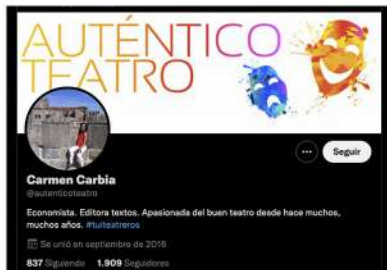 AUTÉNTICO
TEATRO
Seguir
Carmen Carbia
@autenticoteatro
Economista. Editora textos. Apasionada del buen teatro desde hace muchos,
muchos años. #tuiteatreros
Se unió en septiembre de 2016
837 Siguiendo 1.909 Seguidores